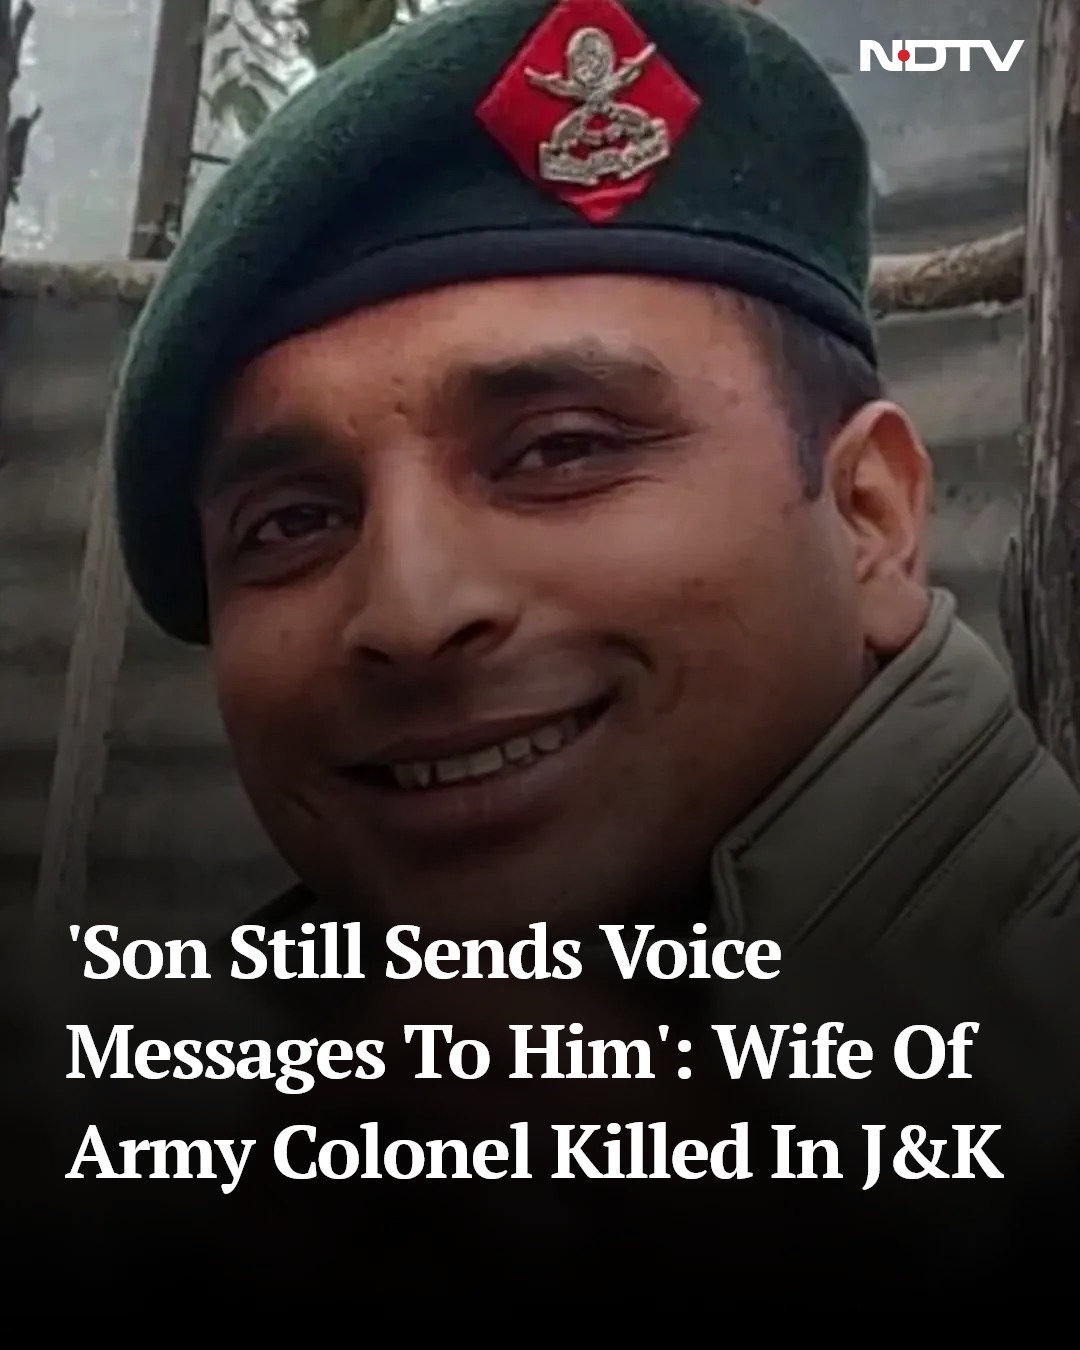 NDTV
'Son Still Sends Voice
Messages To Him': Wife Of
Army Colonel Killed In J&K